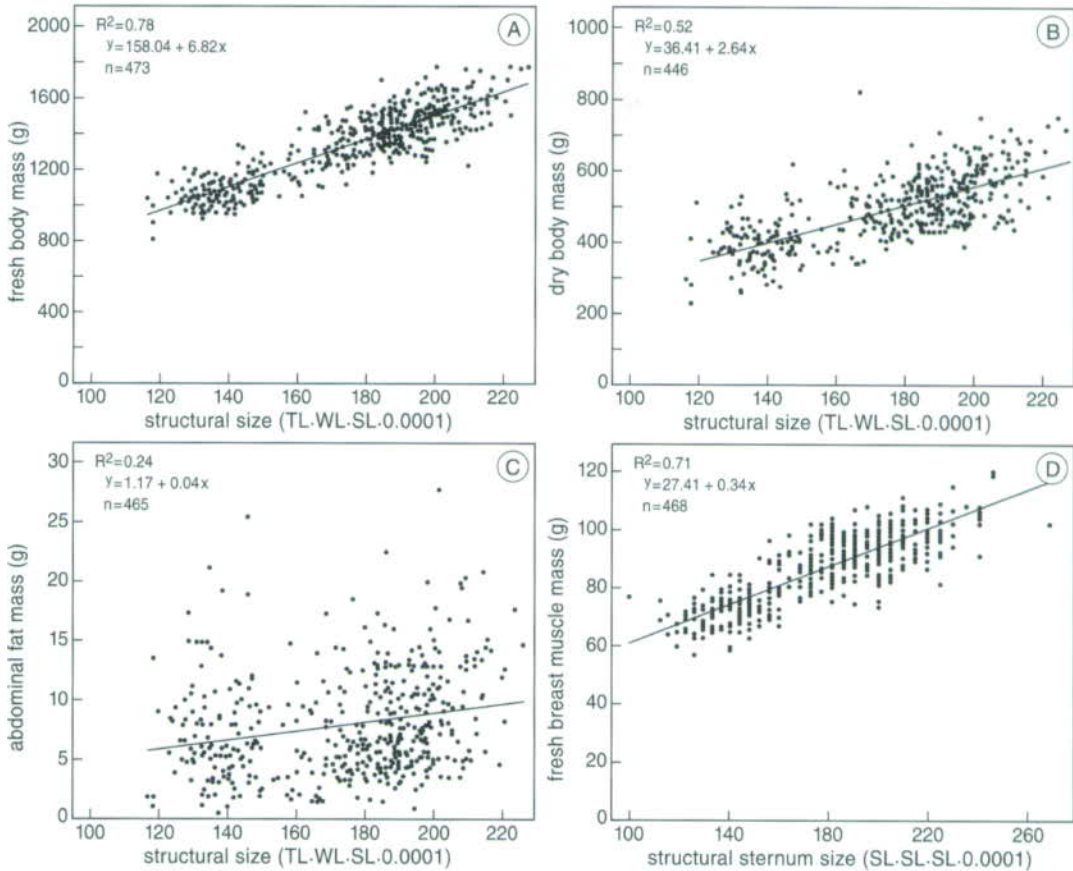 A
R²=0.78
y=158.04 + 6.82x
n=473
2000
1600
1200
800
400
0
fresh body mass (g)
100 120 140 160 180 200 220
structural size (TL.WL.SL.0.0001)
B
R²=0.52
y=36.41 + 2.64x
n=446
1000
800
600
400
200
0
dry body mass (g)
100 120 140 160 180 200 220
structural size (TL.WL.SL.0.0001)
C
R²=0.24
y=1.17 + 0.04x
n=465
30
25
20
15
10
5
0
abdominal fat mass (g)
100 120 140 160 180 200 220
structural size (TL.WL.SL.0.0001)
D
R²=0.71
y=27.41 + 0.34x
n=468
120
100
80
60
40
20
0
fresh breast muscle mass (g)
100 140 180 220 260
structural sternum size (SL.SL.SL.0.0001)